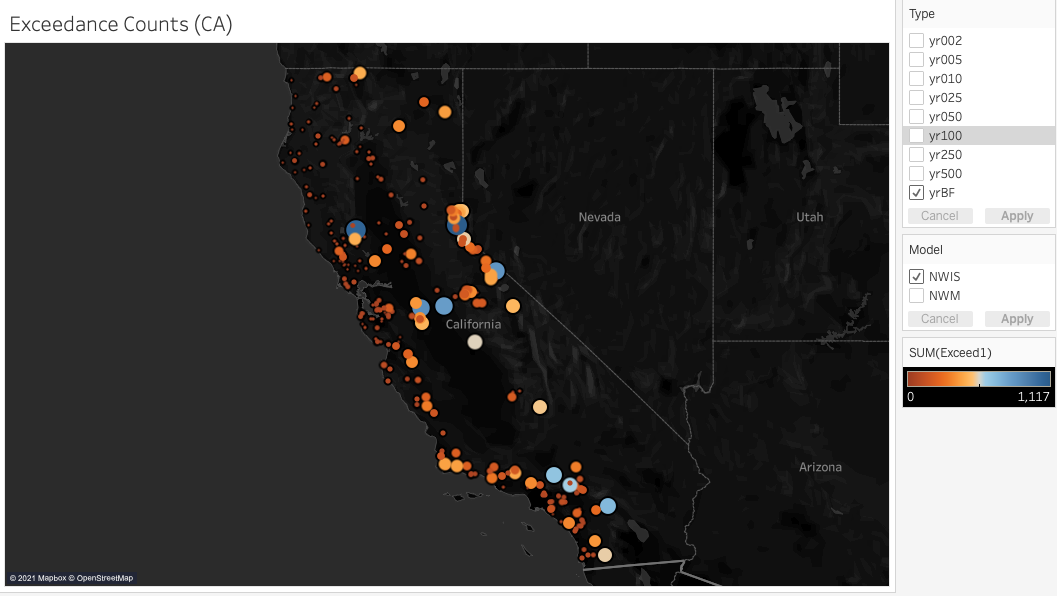 Exceedance Counts (CA)
Nevada
Utah
California
Arizona
© 2021 Mapbox © OpenStreetMap
Type
yr002
yr005
yr010
yr025
yr050
yr100
yr250
yr500
yrBF
Cancel Apply
Model
NWIS
NWM
Cancel Apply
SUM(Exceed1)
0 1,117